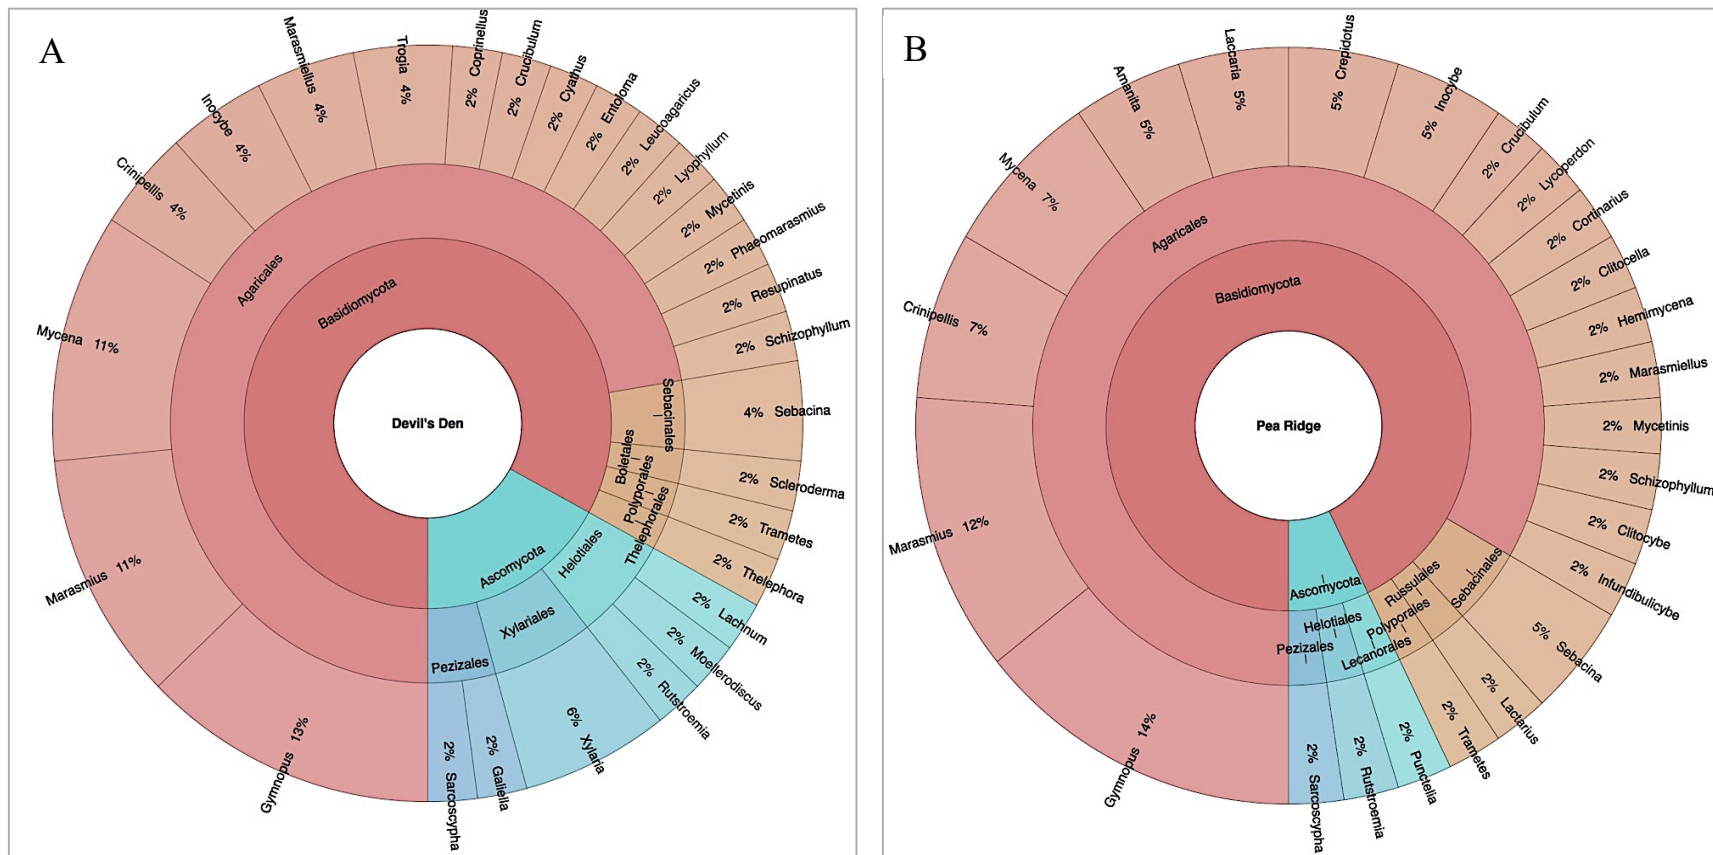 A
Devil's Den
Basidiomycota
Agaricales
Gymnopus 13%
Marasmius 11%
Mycena 11%
Crinipellis 4%
Inocybe 4%
Marasmiellus 4%
Trogia 4%
2% Coprinellus
2% Crucibulum
2% Cyathus
2% Entoloma
2% Leucoagaricus
2% Lyophyllum
2% Mycetinis
2% Phaeomarasmius
2% Resupinatus
2% Schizophyllum
Sebacinales
4% Sebacina
Boletales
2% Scleroderma
Polyporales
2% Trametes
Thelephorales
2% Thelephora
Ascomycota
Helotiales
2% Lachnum
2% Moellerodiscus
2% Rutstroemia
Xylariales
6% Xylaria
Pezizales
2% Galiella
2% Sarcoscypha
B
Pea Ridge
Basidiomycota
Agaricales
Gymnopus 14%
Marasmius 12%
Crinipellis 7%
Mycena 7%
Amanita 5%
Laccaria 5%
5% Crepidotus
5% Inocybe
2% Crucibulum
2% Lycoperdon
2% Cortinarius
2% Clitocella
2% Hemimycena
2% Marasmiellus
2% Mycetinis
2% Schizophyllum
2% Clitocybe
2% Infundibulicybe
Sebacinales
5% Sebacina
Russulales
2% Lactarius
Polyporales
2% Trametes
Ascomycota
Lecanorales
2% Punctelia
Helotiales
2% Rutstroemia
Pezizales
2% Sarcoscypha